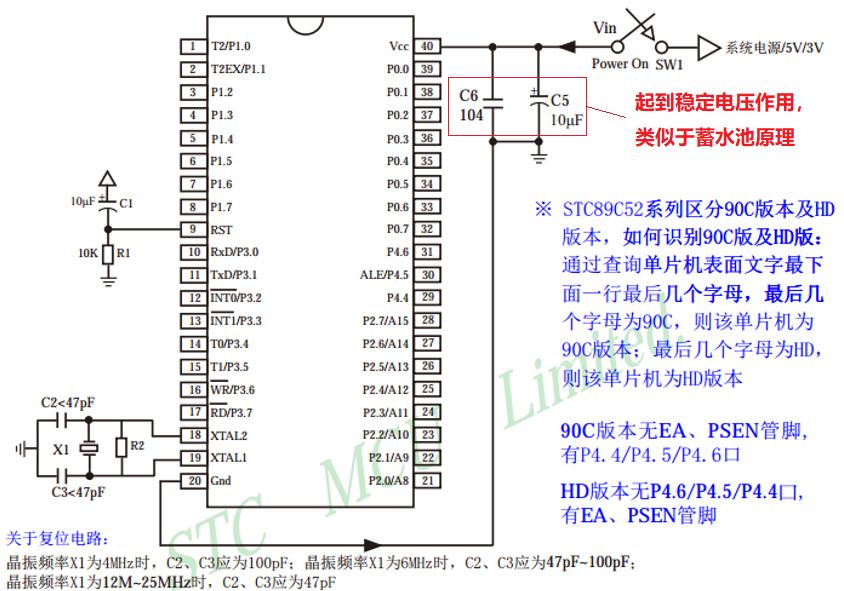 1 T2/P1.0
2 T2EX/P1.1
3 P1.2
4 P1.3
5 P1.4
6 P1.5
7 P1.6
8 P1.7
9 RST
10 RxD/P3.0
11 TxD/P3.1
12 INT0/P3.2
13 INT1/P3.3
14 T0/P3.4
15 T1/P3.5
16 WR/P3.6
17 RD/P3.7
18 XTAL2
19 XTAL1
20 Gnd
Vcc 40
P0.0 39
P0.1 38
P0.2 37
P0.3 36
P0.4 35
P0.5 34
P0.6 33
P0.7 32
P4.6 31
ALE/P4.5 30
P4.4 29
P2.7/A15 28
P2.6/A14 27
P2.5/A13 26
P2.4/A12 25
P2.3/A11 24
P2.2/A10 23
P2.1/A9 22
P2.0/A8 21
10μF + C1
10K R1
C2<47pF
X1
R2
C3<47pF
Vin
Power On SW1
系统电源/5V/3V
C6
104
+ C5
10μF
起到稳定电压作用，
类似于蓄水池原理
※ STC89C52系列区分90C版本及HD
版本，如何识别90C版及HD版：
通过查询单片机表面文字最下
面一行最后几个字母，最后几
个字母为90C，则该单片机为
90C版本；最后几个字母为HD，
则该单片机为HD版本
90C版本无EA、PSEN管脚，
有P4.4/P4.5/P4.6口
HD版本无P4.6/P4.5/P4.4口，
有EA、PSEN管脚
STC MCU Limited.
关于复位电路：
晶振频率X1为4MHz时，C2、C3应为100pF；晶振频率X1为6MHz时，C2、C3应为47pF~100pF；
晶振频率X1为12M~25MHz时，C2、C3应为47pF